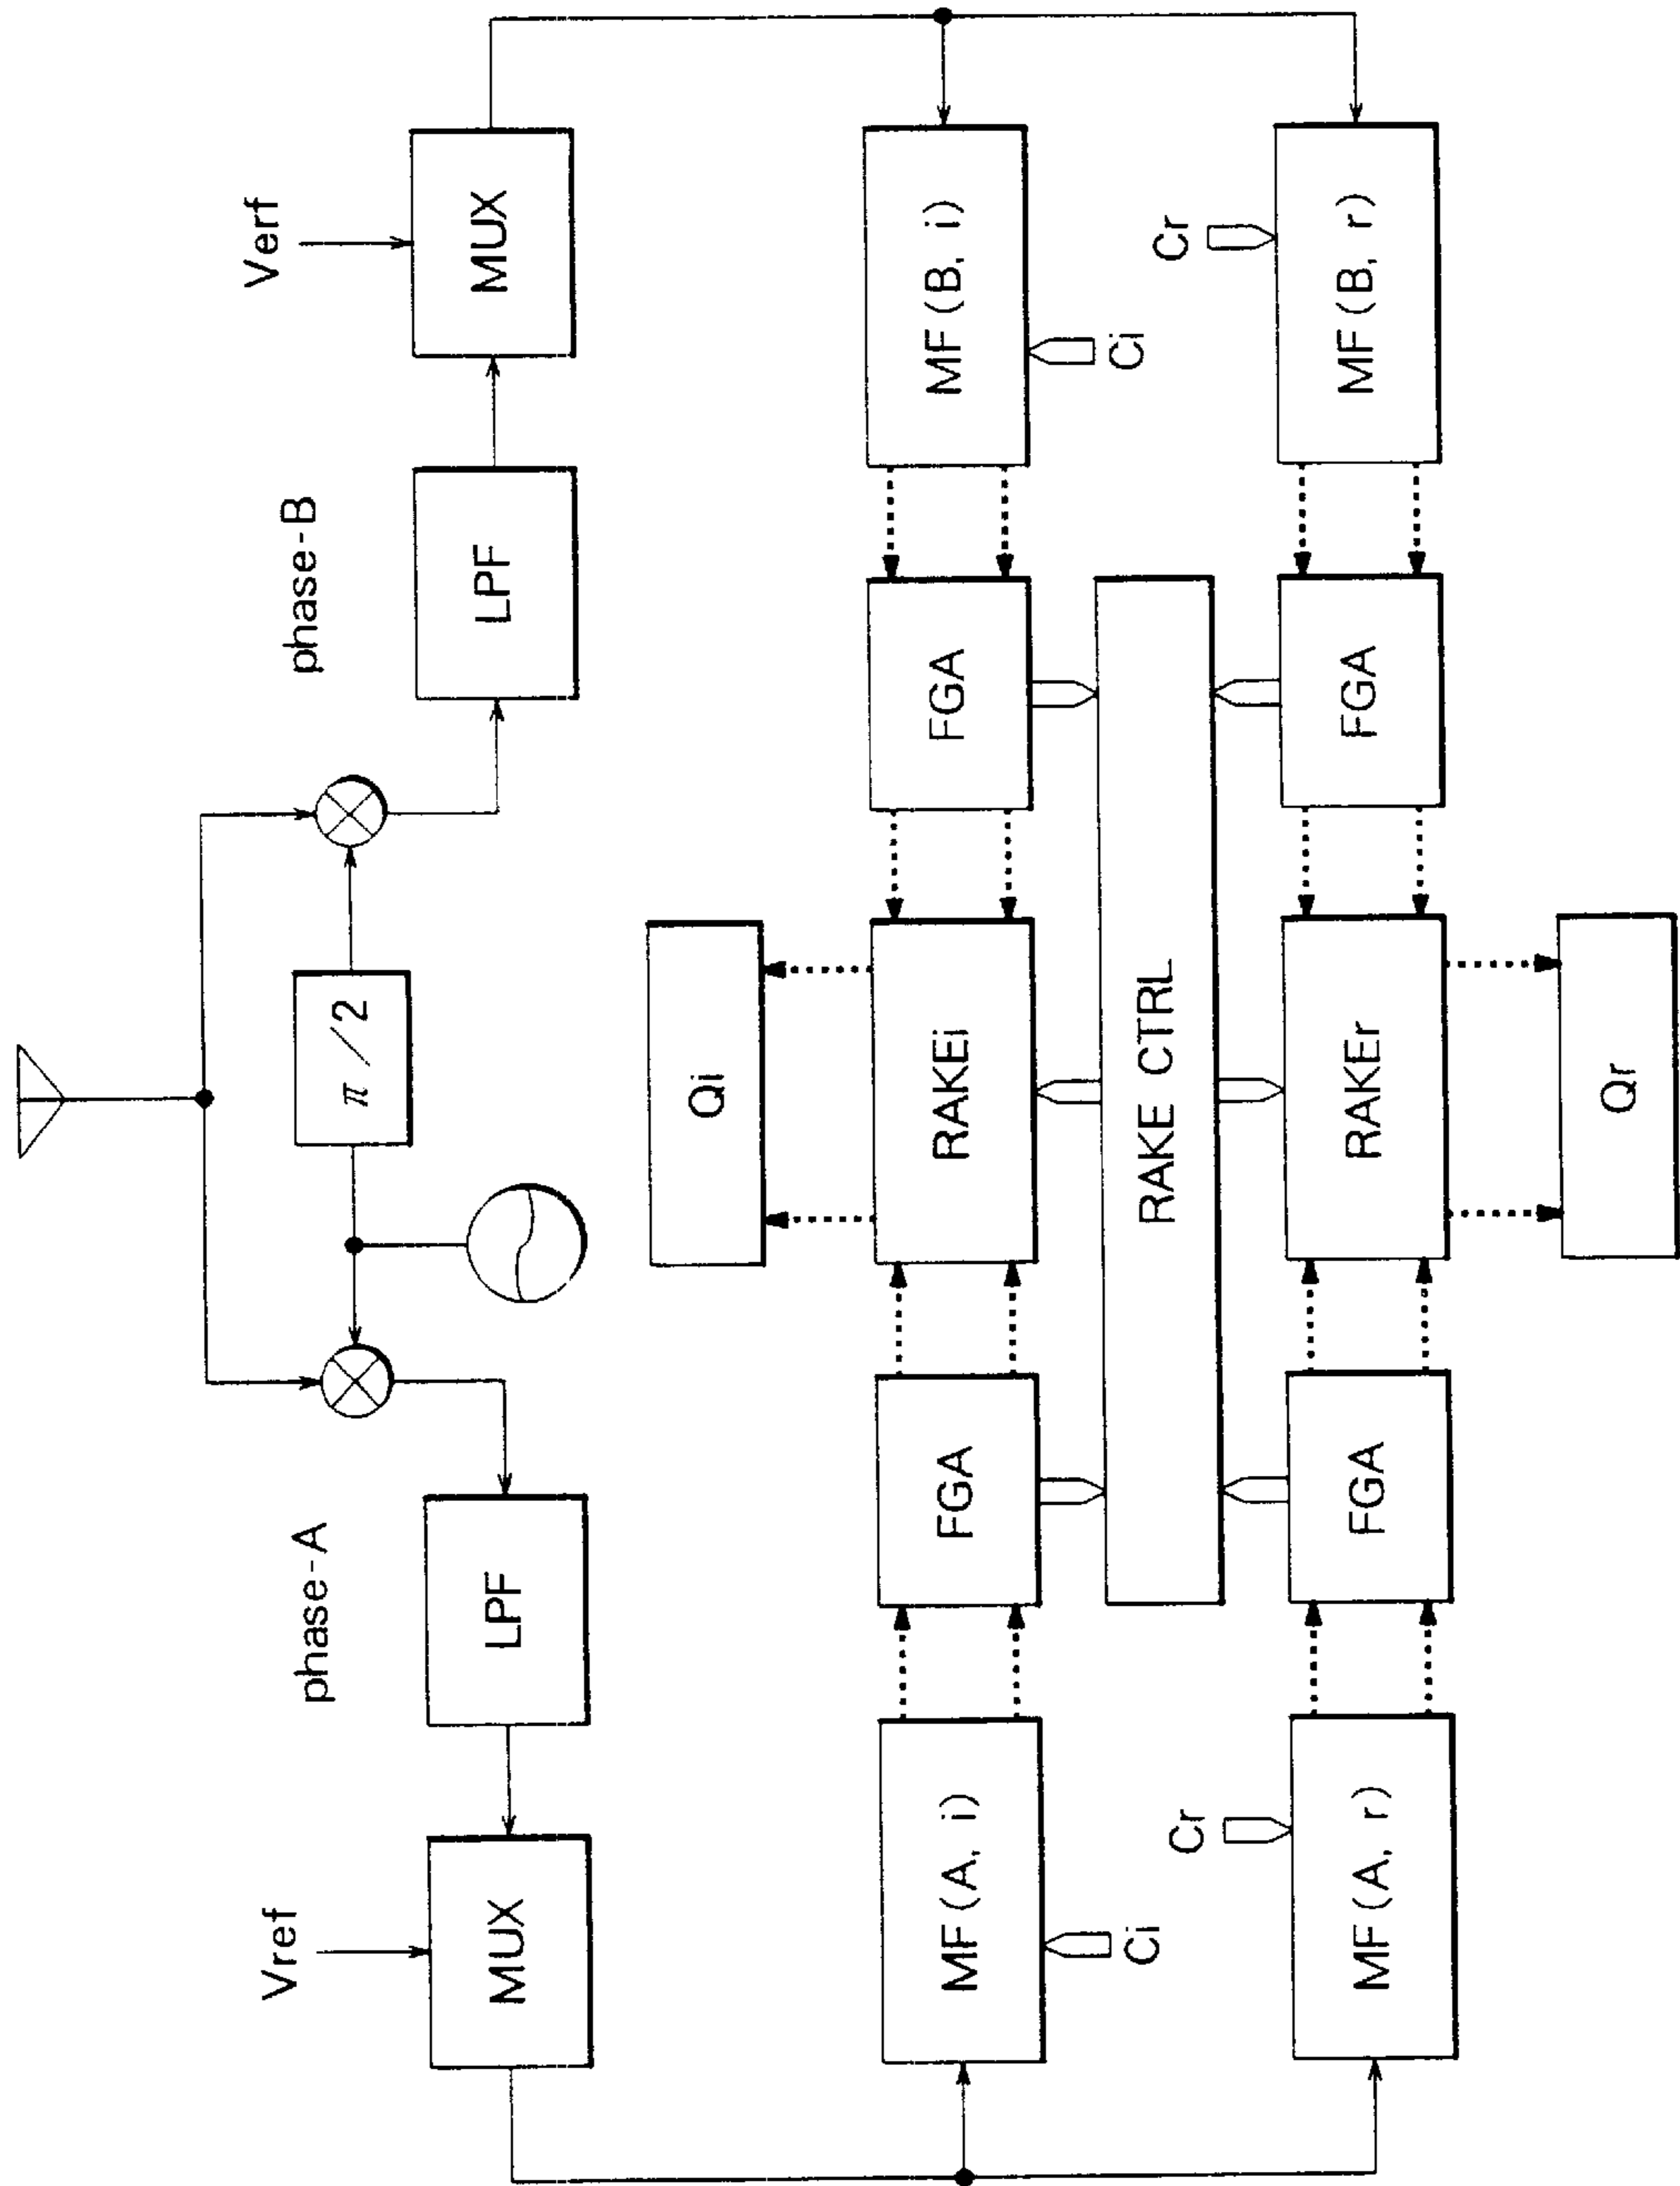 π/2
phase-A
phase-B
Vref
MUX
LPF
LPF
MUX
Verf
Qi
MF(A, i)
FGA
RAKEi
FGA
MF(B, i)
Ci
Ci
RAKE CTRL
Cr
Cr
MF(A, r)
FGA
RAKEr
FGA
MF(B, r)
Qr